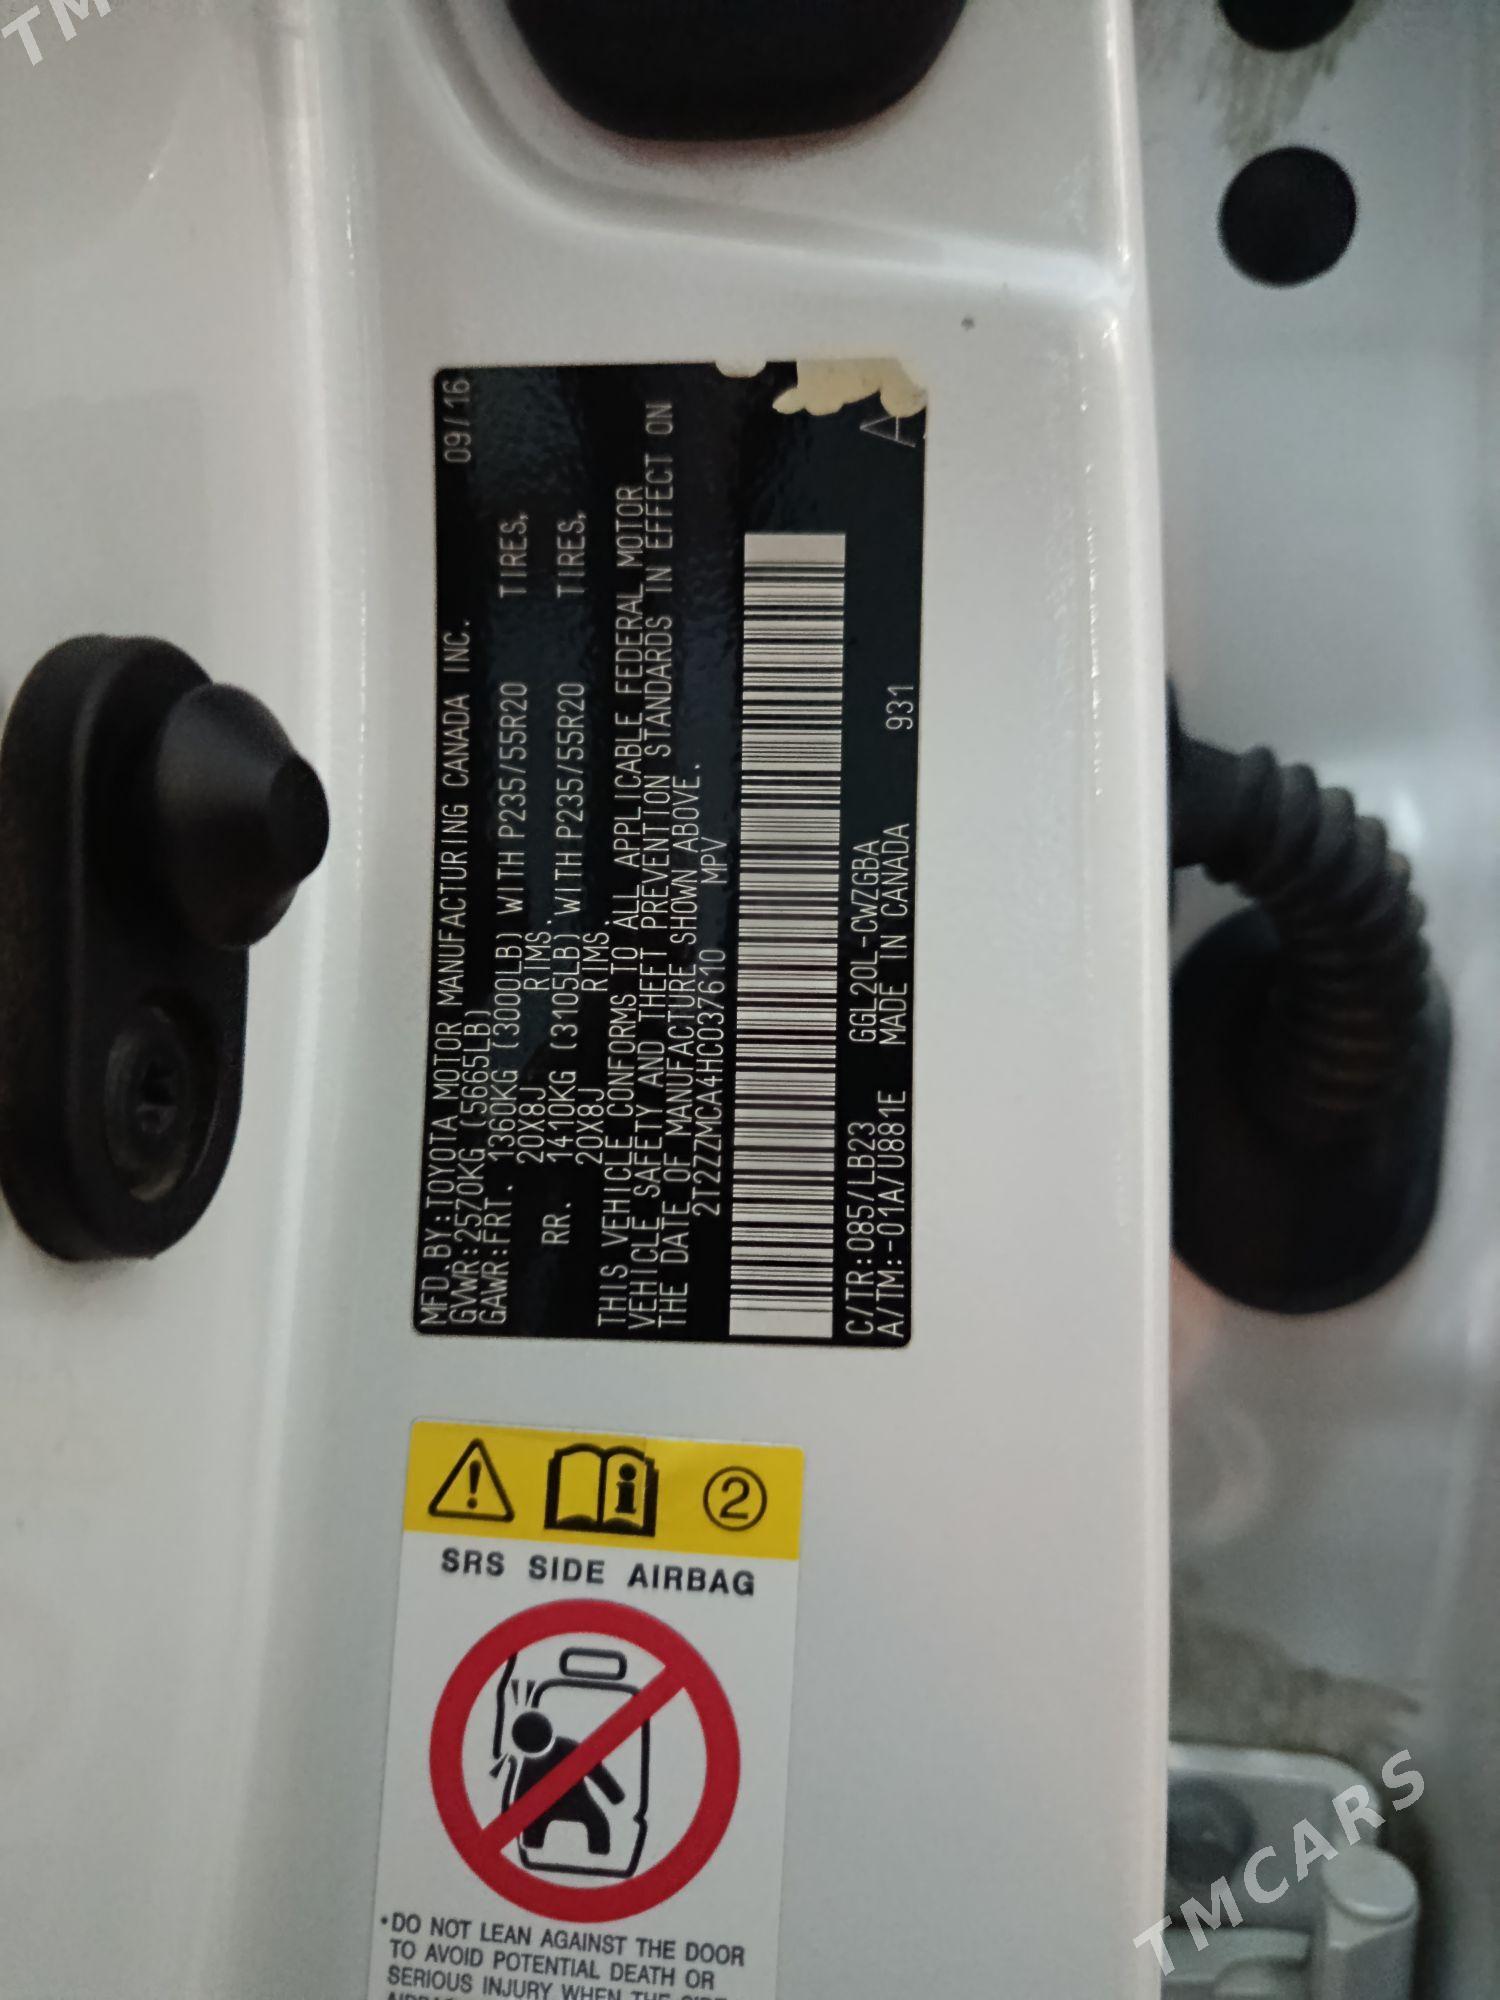 MFD.BY:TOYOTA MOTOR MANUFACTURING CANADA INC. 09/16
GVWR:2570KG (5665LB)
GAWR:FRT. 1360KG (3000LB) WITH P235/55R20 TIRES,
20X8J RIMS.
RR. 1410KG (3105LB) WITH P235/55R20 TIRES,
20X8J RIMS.
THIS VEHICLE CONFORMS TO ALL APPLICABLE FEDERAL MOTOR
VEHICLE SAFETY AND THEFT PREVENTION STANDARDS IN EFFECT ON
THE DATE OF MANUFACTURE SHOWN ABOVE.
2T2ZZMCA4HC037610 MPV
C/TR:085/LB23 GGL20L-CWZGBA
A/TM:-01A/U881E MADE IN CANADA 931
A
2
SRS SIDE AIRBAG
•DO NOT LEAN AGAINST THE DOOR
TO AVOID POTENTIAL DEATH OR
SERIOUS INJURY WHEN THE SIDE
TMCARS
TM